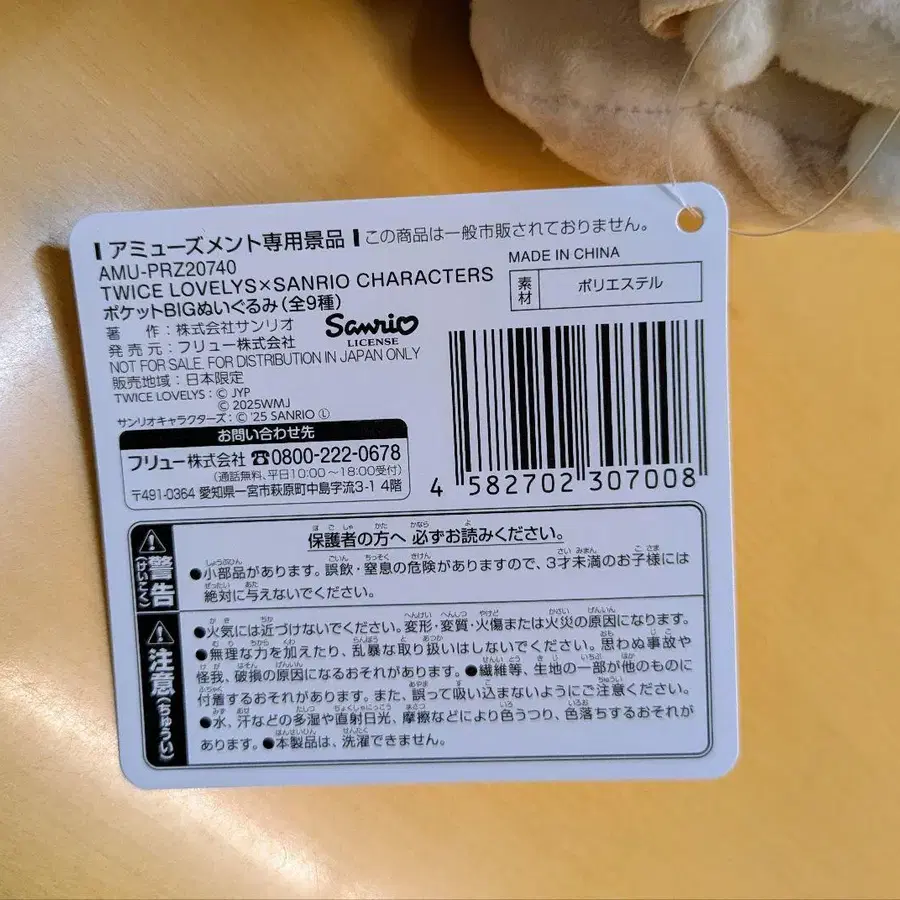 アミューズメント専用景品 この商品は一般市販されておりません。
AMU-PRZ20740
TWICE LOVELYS×SANRIO CHARACTERS
ポケットBIGぬいぐるみ(全9種)
著 作:株式会社サンリオ
発売元:フリュー株式会社
Sanrio
LICENSE
NOT FOR SALE. FOR DISTRIBUTION IN JAPAN ONLY
販売地域:日本限定
TWICE LOVELYS:© JYP
© 2025WMJ
サンリオキャラクターズ:© '25 SANRIO Ⓛ
MADE IN CHINA
素材 ポリエステル
4 582702 307008
お問い合わせ先
フリュー株式会社 ☎0800-222-0678
(通話無料、平日10:00~18:00受付)
〒491-0364 愛知県一宮市萩原町中島字流3-1 4階
保護者の方へ 必ずお読みください。
警告(けいこく)
●小部品があります。誤飲・窒息の危険がありますので、3才未満のお子様には
絶対に与えないでください。
注意(ちゅうい)
●火気には近づけないでください。変形・変質・火傷または火災の原因になります。
●無理な力を加えたり、乱暴な取り扱いはしないでください。思わぬ事故や
怪我、破損の原因になるおそれがあります。●繊維等、生地の一部が他のものに
付着するおそれがあります。また、誤って吸い込まないようにご注意ください。
●水、汗などの多湿や直射日光、摩擦などにより色うつり、色落ちするおそれが
あります。●本製品は、洗濯できません。